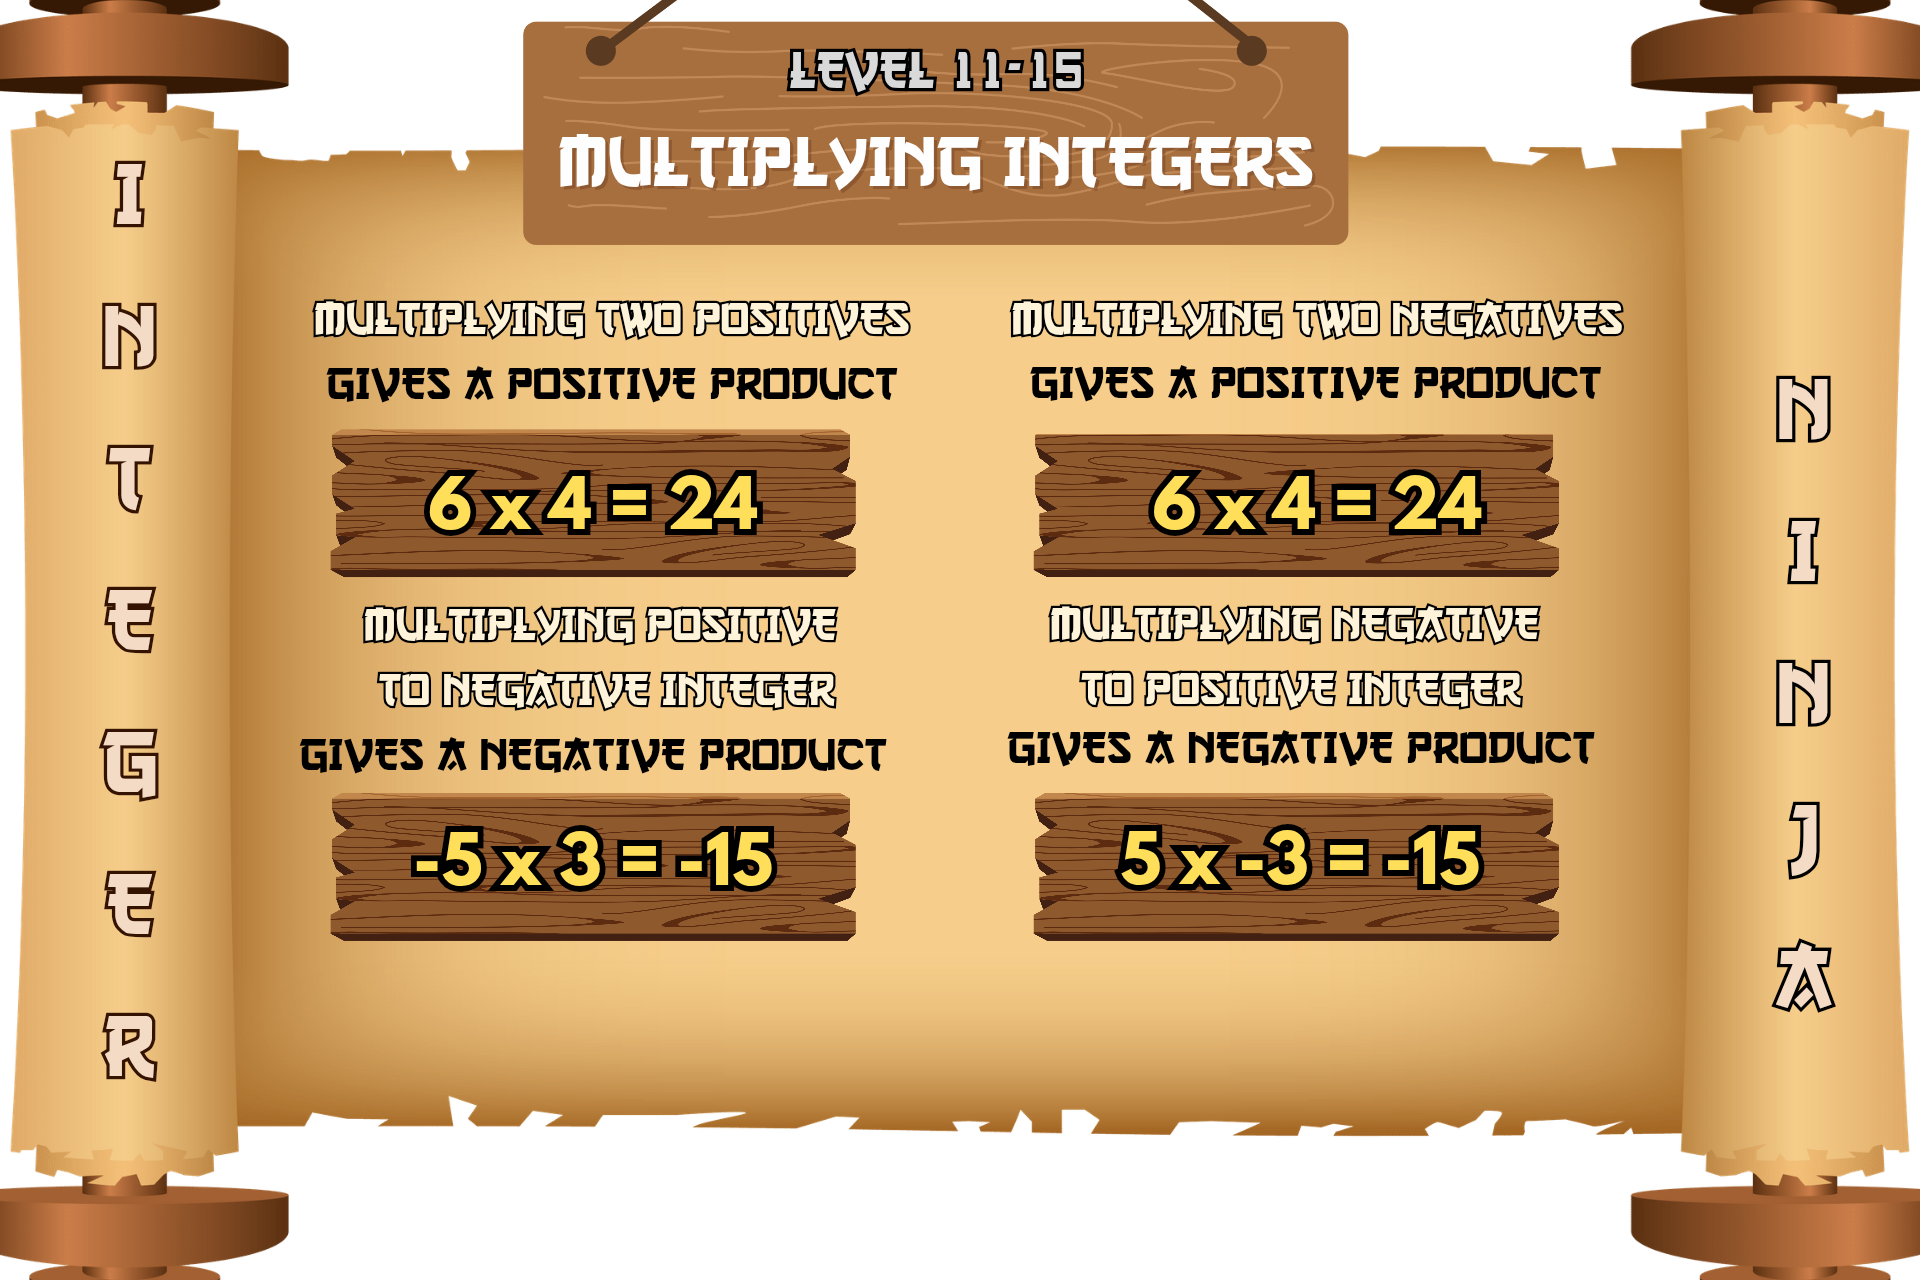 LEVEL 11-15
MULTIPLYING INTEGERS
INTEGER
MULTIPLYING TWO POSITIVES
GIVES A POSITIVE PRODUCT
6 x 4 = 24
MULTIPLYING POSITIVE
TO NEGATIVE INTEGER
GIVES A NEGATIVE PRODUCT
-5 x 3 = -15
MULTIPLYING TWO NEGATIVES
GIVES A POSITIVE PRODUCT
6 x 4 = 24
MULTIPLYING NEGATIVE
TO POSITIVE INTEGER
GIVES A NEGATIVE PRODUCT
5 x -3 = -15
NINJA